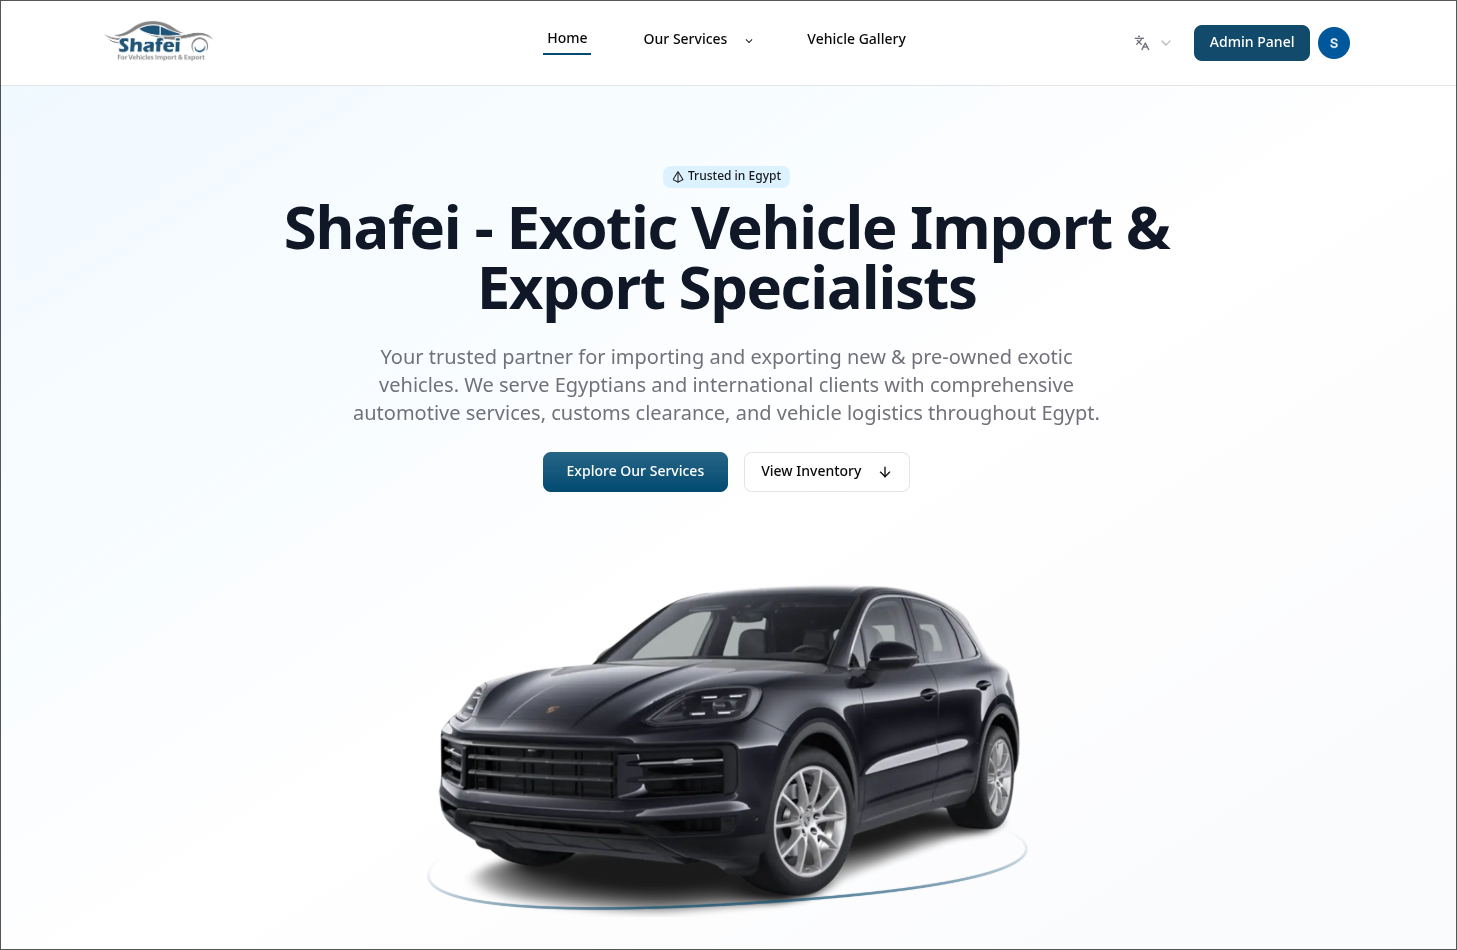 Shafei
For Vehicles Import & Export
Home
Our Services
Vehicle Gallery
Admin Panel
S
Trusted in Egypt
Shafei - Exotic Vehicle Import &
Export Specialists
Your trusted partner for importing and exporting new & pre-owned exotic
vehicles. We serve Egyptians and international clients with comprehensive
automotive services, customs clearance, and vehicle logistics throughout Egypt.
Explore Our Services
View Inventory